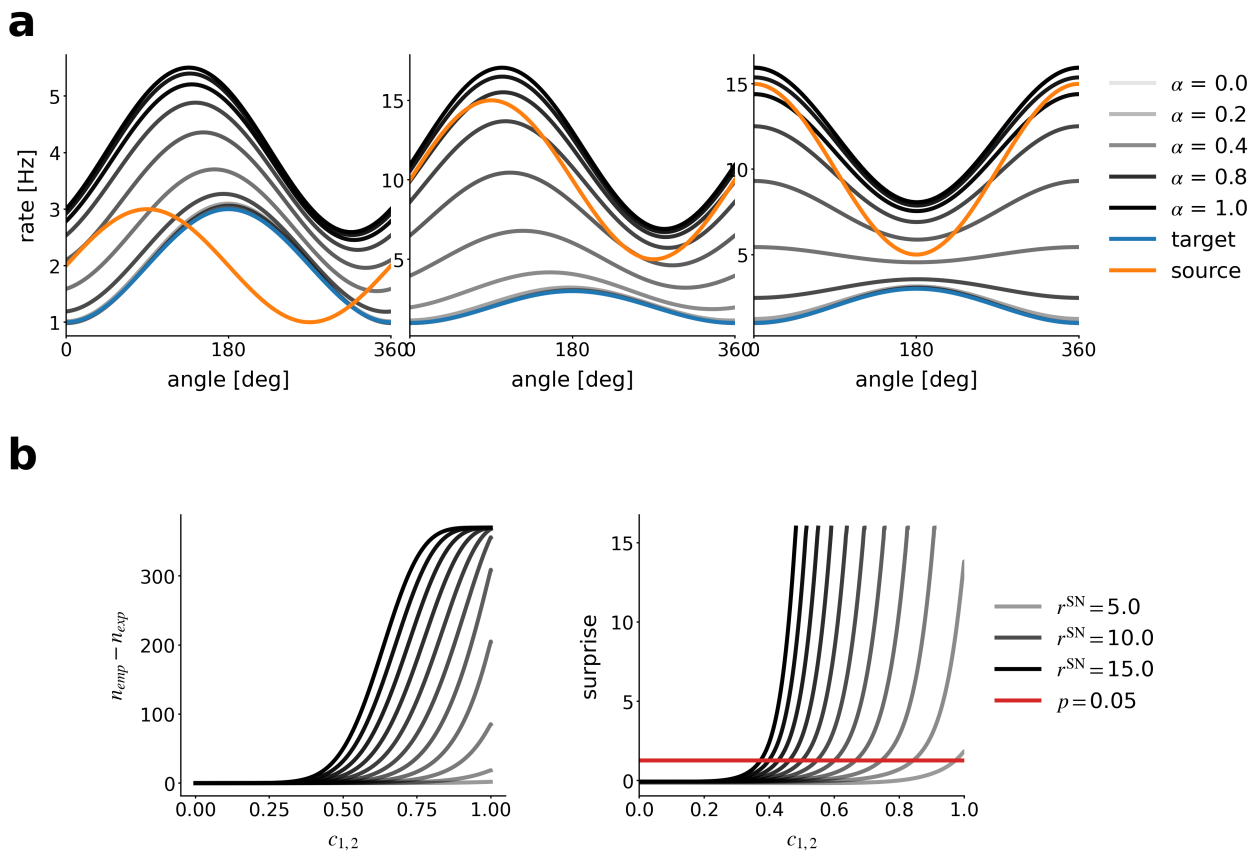 a
rate [Hz]
5
4
3
2
1
0
180
360
angle [deg]
15
10
5
0
180
360
angle [deg]
15
10
5
0
180
360
angle [deg]
α = 0.0
α = 0.2
α = 0.4
α = 0.8
α = 1.0
target
source
b
n_emp − n_exp
300
200
100
0
0.00
0.25
0.50
0.75
1.00
c_1,2
surprise
15
10
5
0
0.0
0.2
0.4
0.6
0.8
1.0
c_1,2
r^SN = 5.0
r^SN = 10.0
r^SN = 15.0
p = 0.05